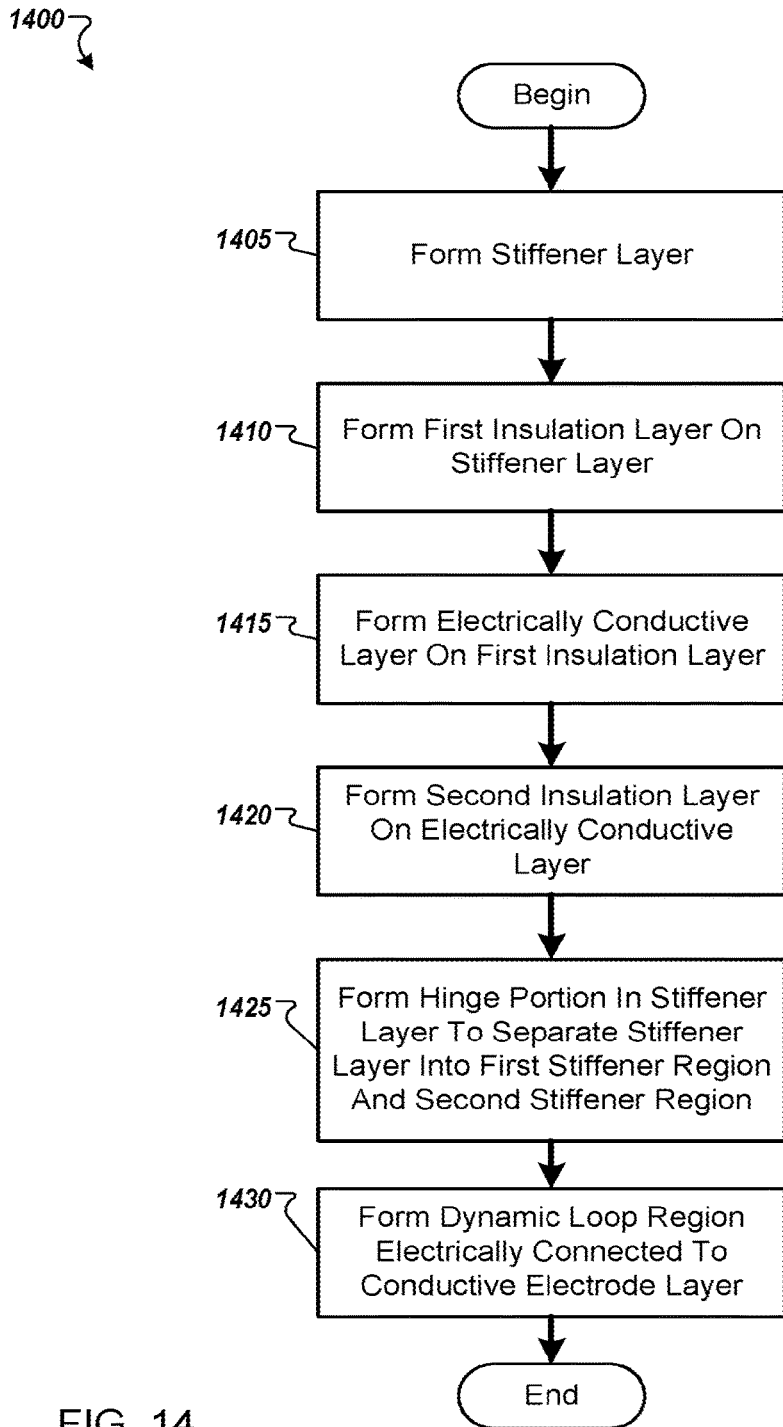 1400
Begin
1405
Form Stiffener Layer
1410
Form First Insulation Layer On
Stiffener Layer
1415
Form Electrically Conductive
Layer On First Insulation Layer
1420
Form Second Insulation Layer
On Electrically Conductive
Layer
1425
Form Hinge Portion In Stiffener
Layer To Separate Stiffener
Layer Into First Stiffener Region
And Second Stiffener Region
1430
Form Dynamic Loop Region
Electrically Connected To
Conductive Electrode Layer
End
FIG. 14